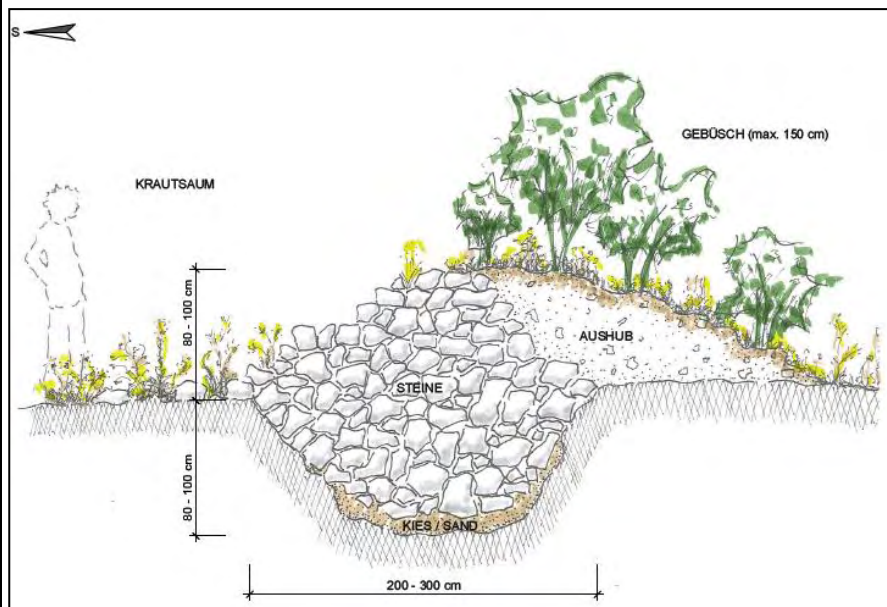 S
GEBÜSCH (max. 150 cm)
KRAUTSAUM
80 - 100 cm
AUSHUB
STEINE
80 - 100 cm
KIES / SAND
200 - 300 cm